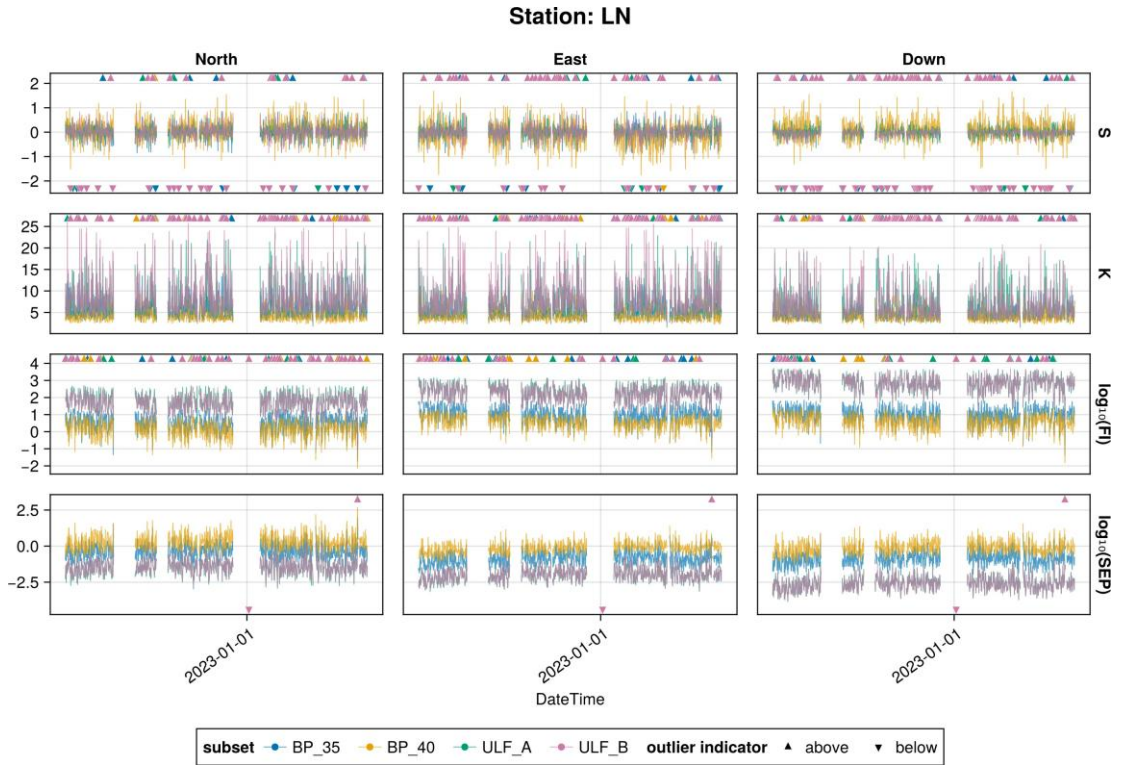 Station: LN
North East Down
2
1
0
−1
−2
S
25
20
15
10
5
K
4
3
2
1
0
−1
−2
log₁₀(FI)
2.5
0.0
−2.5
log₁₀(SEP)
2023-01-01 2023-01-01 2023-01-01
DateTime
subset BP_35 BP_40 ULF_A ULF_B outlier indicator above below